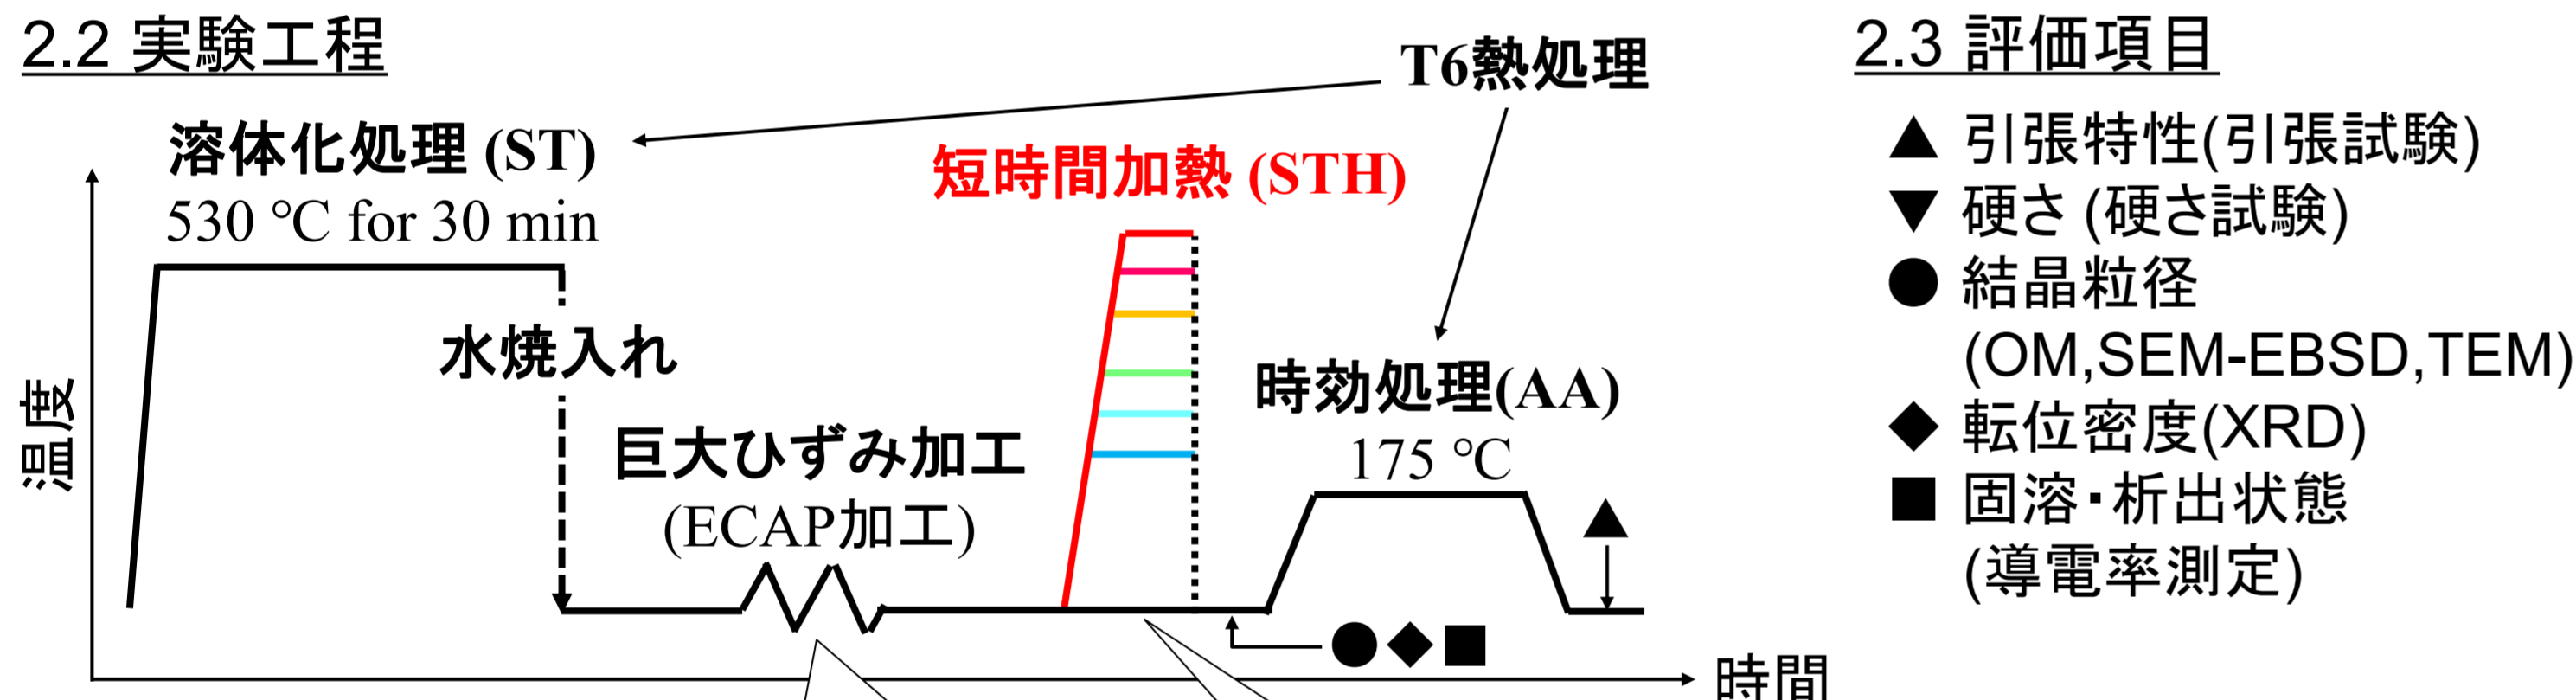 2.2 実験工程
T6熱処理
溶体化処理 (ST)
530 ℃ for 30 min
短時間加熱 (STH)
水焼入れ
時効処理(AA)
175 ℃
巨大ひずみ加工
(ECAP加工)
温度
時間
2.3 評価項目
▲ 引張特性(引張試験)
▼ 硬さ (硬さ試験)
● 結晶粒径
(OM,SEM-EBSD,TEM)
◆ 転位密度(XRD)
■ 固溶・析出状態
(導電率測定)